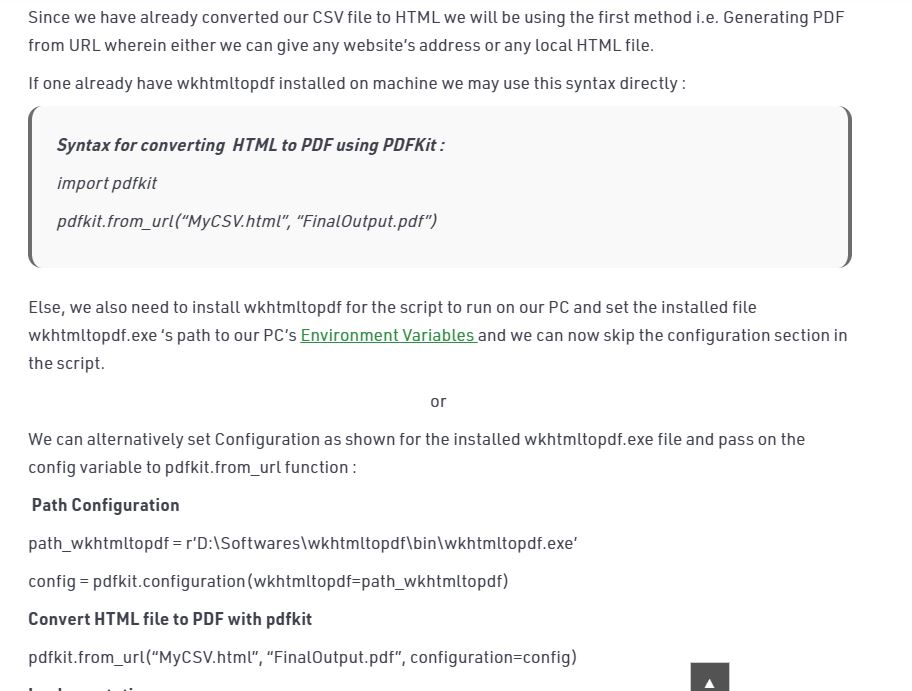 Since we have already converted our CSV file to HTML we will be using the first method i.e. Generating PDF
from URL wherein either we can give any website's address or any local HTML file.
If one already have wkhtmltopdf installed on machine we may use this syntax directly :
Syntax for converting  HTML to PDF using PDFKit :
import pdfkit
pdfkit.from_url(“MyCSV.html”, “FinalOutput.pdf”)
Else, we also need to install wkhtmltopdf for the script to run on our PC and set the installed file
wkhtmltopdf.exe ‘s path to our PC’s Environment Variables and we can now skip the configuration section in
the script.
or
We can alternatively set Configuration as shown for the installed wkhtmltopdf.exe file and pass on the
config variable to pdfkit.from_url function :
Path Configuration
path_wkhtmltopdf = r’D:\Softwares\wkhtmltopdf\bin\wkhtmltopdf.exe’
config = pdfkit.configuration(wkhtmltopdf=path_wkhtmltopdf)
Convert HTML file to PDF with pdfkit
pdfkit.from_url(“MyCSV.html”, “FinalOutput.pdf”, configuration=config)